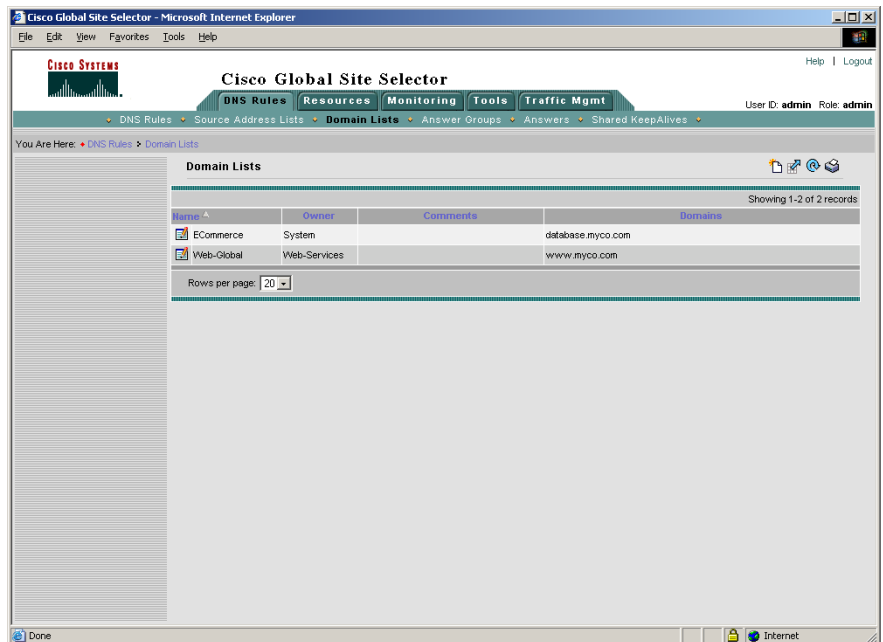 Cisco Global Site Selector - Microsoft Internet Explorer
File Edit View Favorites Tools Help
CISCO SYSTEMS
Help | Logout
Cisco Global Site Selector
DNS Rules Resources Monitoring Tools Traffic Mgmt
User ID: admin Role: admin
DNS Rules Source Address Lists Domain Lists Answer Groups Answers Shared KeepAlives
You Are Here: DNS Rules Domain Lists
Domain Lists
Showing 1-2 of 2 records
Name Owner Comments Domains
ECommerce System database.myco.com
Web-Global Web-Services www.myco.com
Rows per page: 20
Done Internet